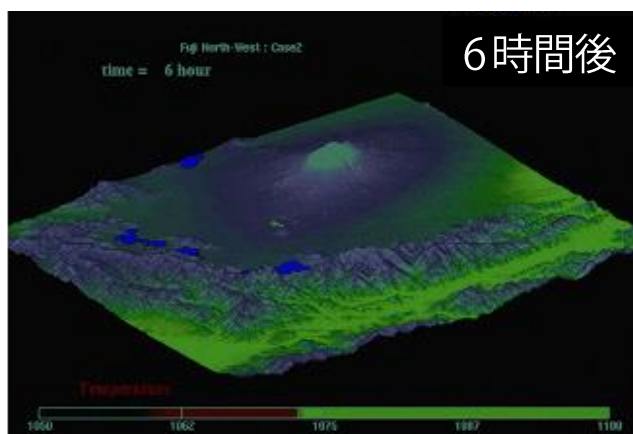 Fuji North-West : Case2
time = 6 hour
6時間後
Temperature
1050 1062 1075 1087 1100